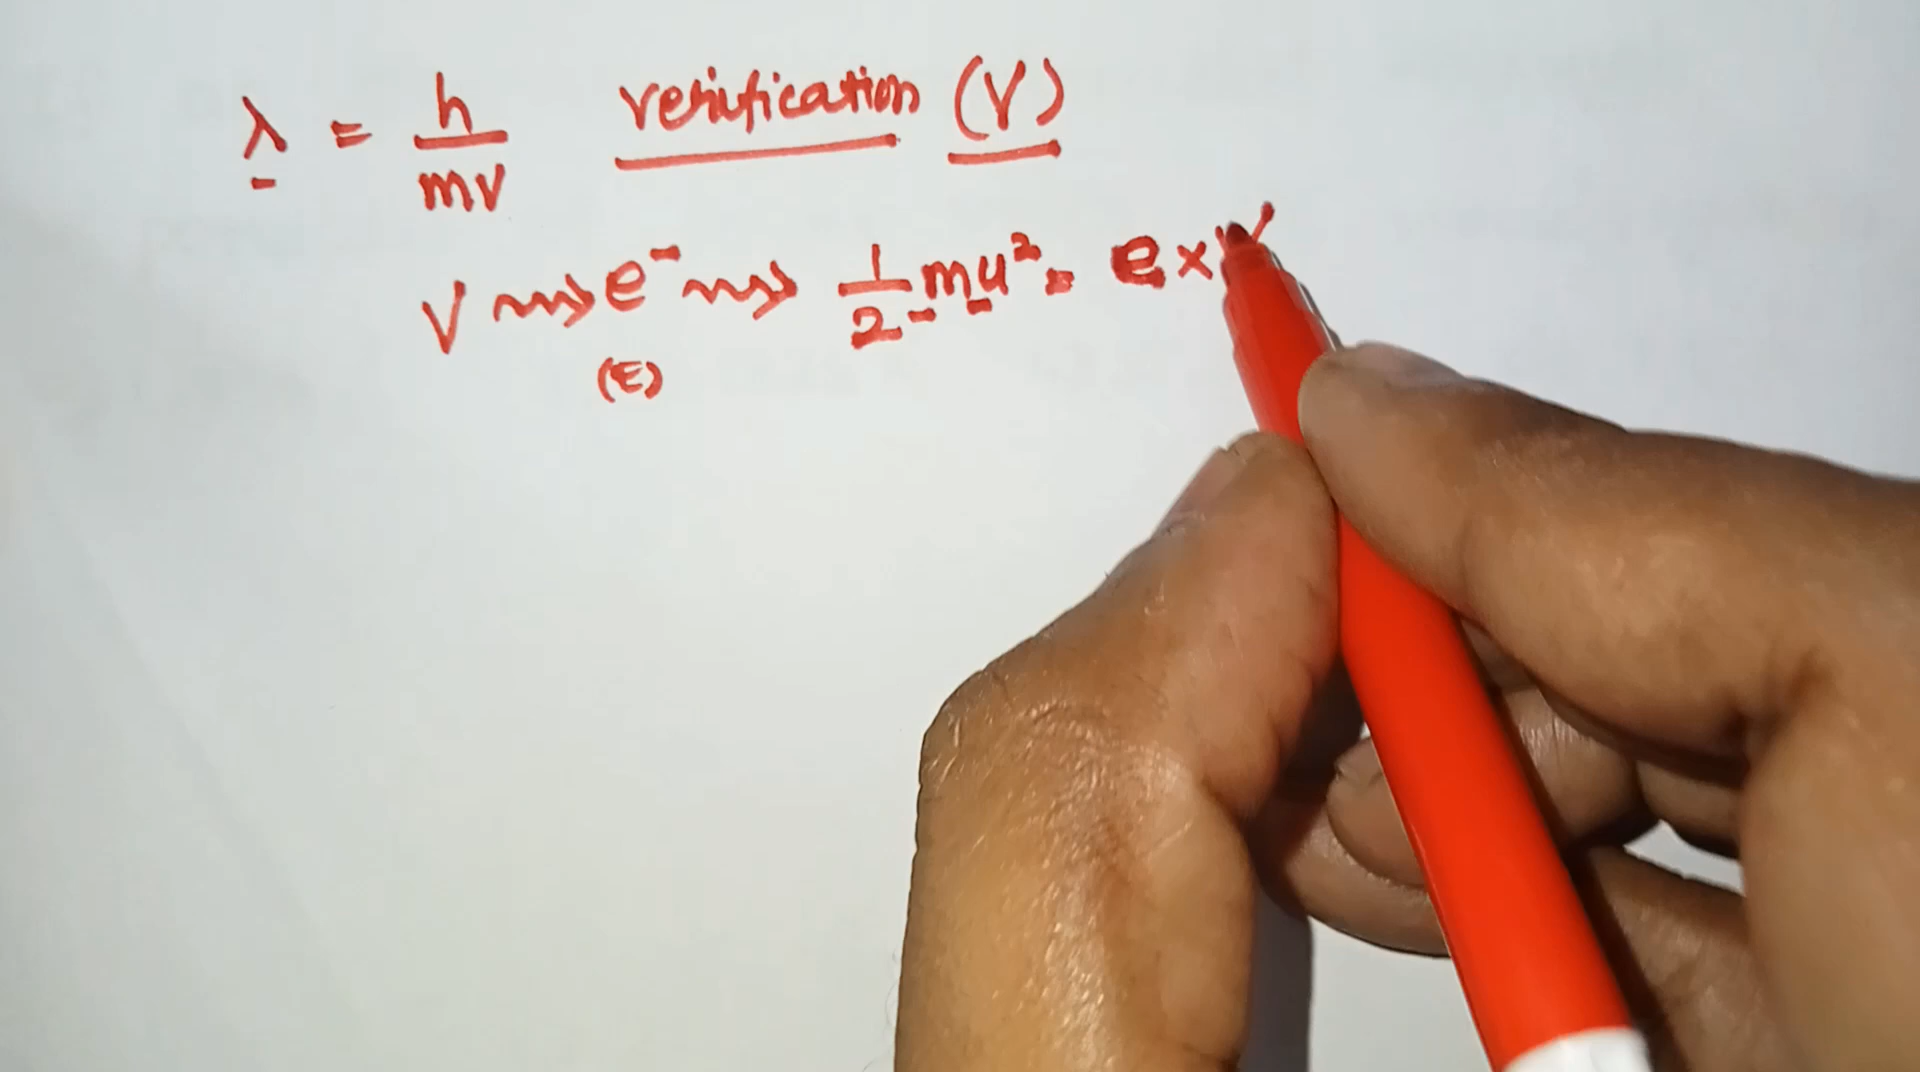 λ = h/mv verification (V)
V ⇝ e⁻ ⇝ 1/2 mu² = e × V
(E)